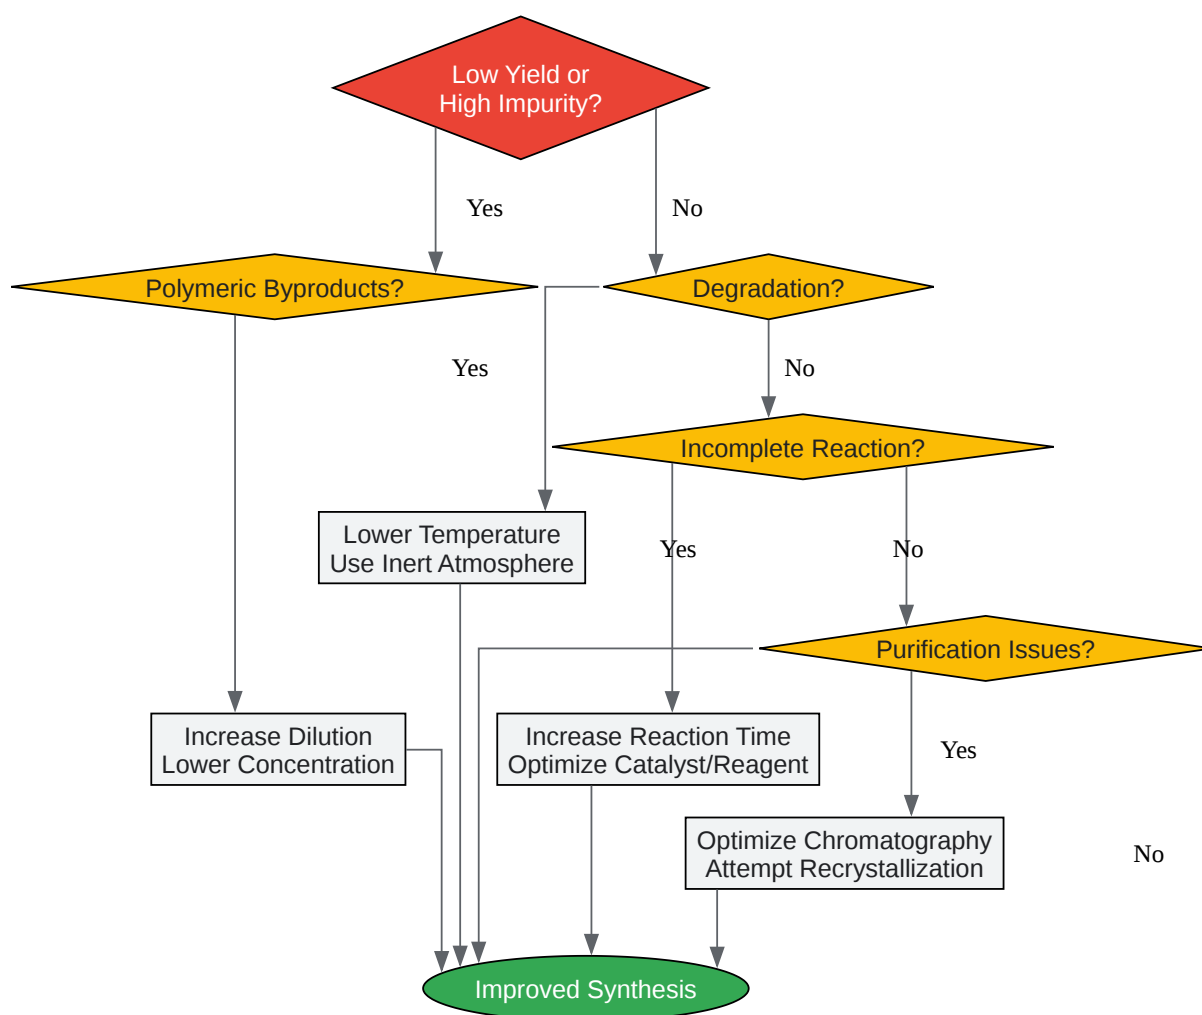 Low Yield or
High Impurity?
Yes
No
Polymeric Byproducts?
Degradation?
Yes
No
Incomplete Reaction?
Lower Temperature
Use Inert Atmosphere
Yes
No
Purification Issues?
Increase Dilution
Lower Concentration
Increase Reaction Time
Optimize Catalyst/Reagent
Yes
Optimize Chromatography
Attempt Recrystallization
No
Improved Synthesis